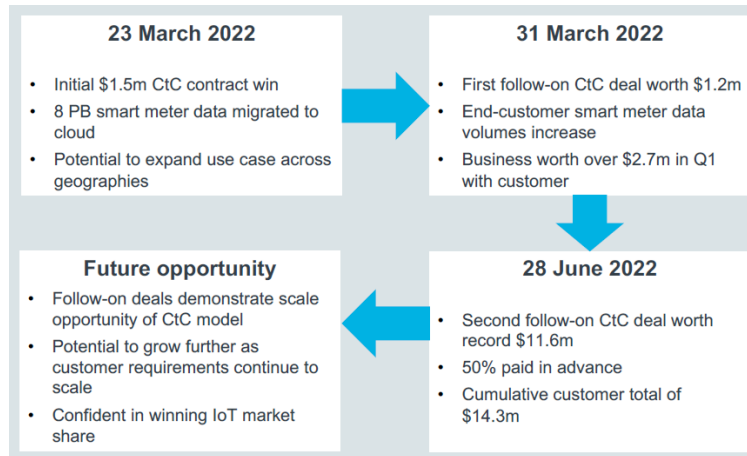 23 March 2022
• Initial $1.5m CtC contract win
• 8 PB smart meter data migrated to
cloud
• Potential to expand use case across
geographies
31 March 2022
• First follow-on CtC deal worth $1.2m
• End-customer smart meter data
volumes increase
• Business worth over $2.7m in Q1
with customer
28 June 2022
• Second follow-on CtC deal worth
record $11.6m
• 50% paid in advance
• Cumulative customer total of
$14.3m
Future opportunity
• Follow-on deals demonstrate scale
opportunity of CtC model
• Potential to grow further as
customer requirements continue to
scale
• Confident in winning IoT market
share